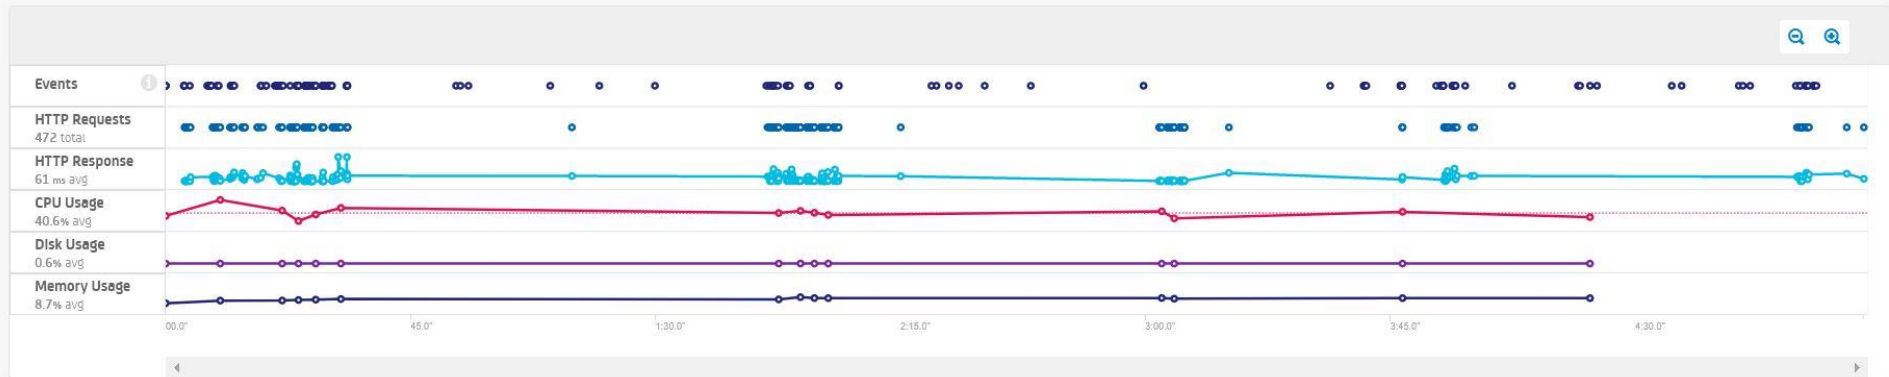 Events
HTTP Requests
472 total
HTTP Response
61 ms avg
CPU Usage
40.6% avg
Disk Usage
0.6% avg
Memory Usage
8.7% avg
00.0" 45.0" 1:30.0" 2:15.0" 3:00.0" 3:45.0" 4:30.0"